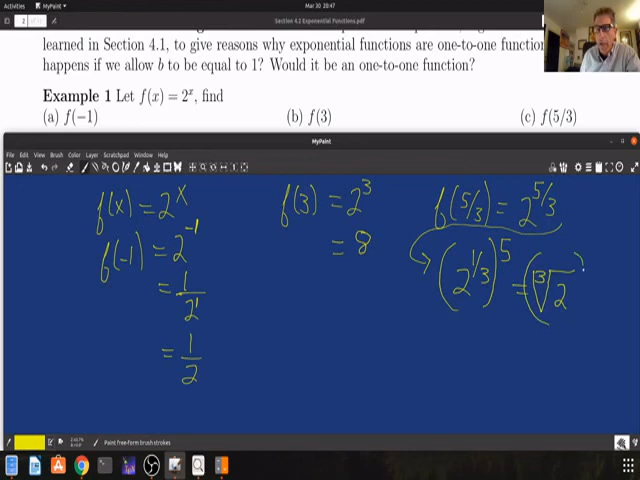 Activities
MyPaint
Mar 30 20:47
Section 4.2 Exponential Functions.pdf
2
learned in Section 4.1, to give reasons why exponential functions are one-to-one function
happens if we allow b to be equal to 1? Would it be an one-to-one function?
Example 1 Let f(x) = 2^x, find
(a) f(−1) (b) f(3) (c) f(5/3)
MyPaint
File Edit View Brush Color Layer Scratchpad Window Help
f(x) = 2^x
f(-1) = 2^-1
= 1/2^1
= 1/2
f(3) = 2^3
= 8
f(5/3) = 2^5/3
(2^1/3)^5 = (∛2
Paint free-form brush strokes